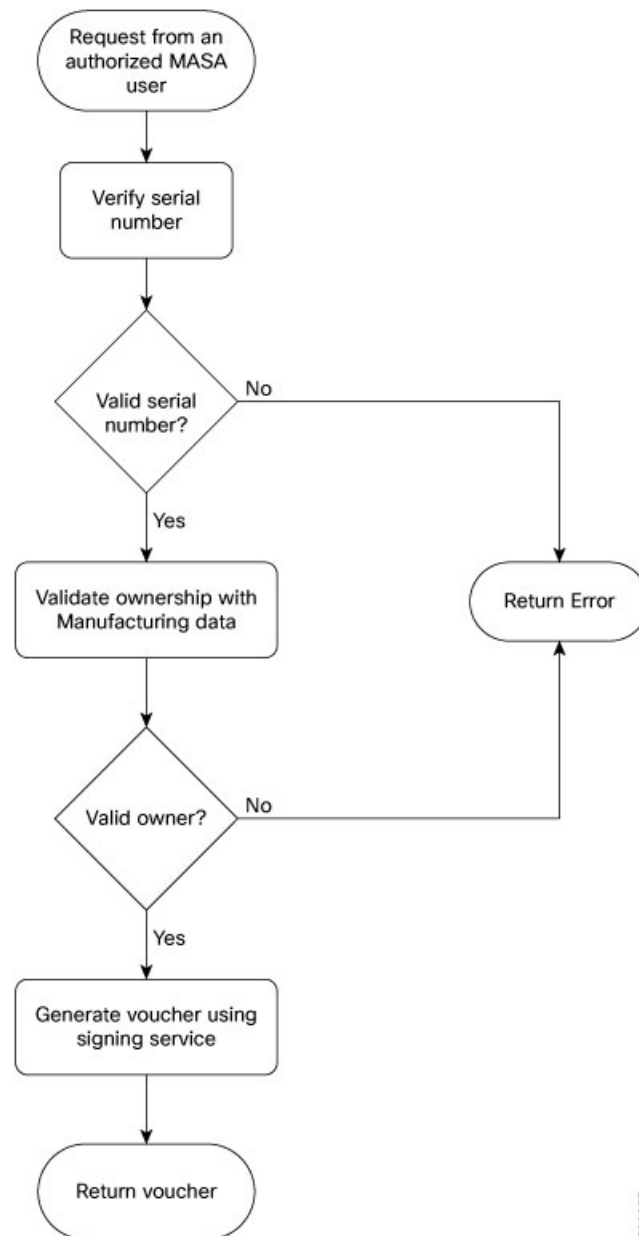 Request from an
authorized MASA
user
Verify serial
number
Valid serial
number?
No
Yes
Validate ownership with
Manufacturing data
Return Error
Valid owner?
No
Yes
Generate voucher using
signing service
Return voucher